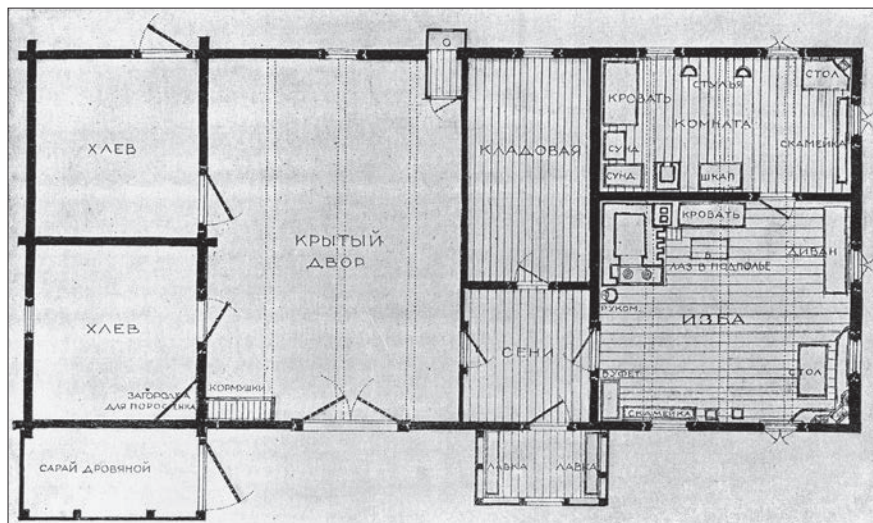 ХЛЕВ
КРЫТЫЙ
ДВОР
КЛАДОВАЯ
КРОВАТЬ
СТУЛЬЯ
СТОЛ
КОМНАТА
СКАМЕЙКА
СУНД
СУНД
ШКАП
КРОВАТЬ
ДИВАН
ЛАЗ В ПОДПОЛЬЕ
РУКОМ.
ИЗБА
СТОЛ
БУФЕТ
СКАМЕЙКА
СЕНИ
ХЛЕВ
ЗАГОРОДКА
ДЛЯ ПОРОСЕНКА
КОРМУШКИ
САРАЙ ДРОВЯНОЙ
ЛАВКА
ЛАВКА